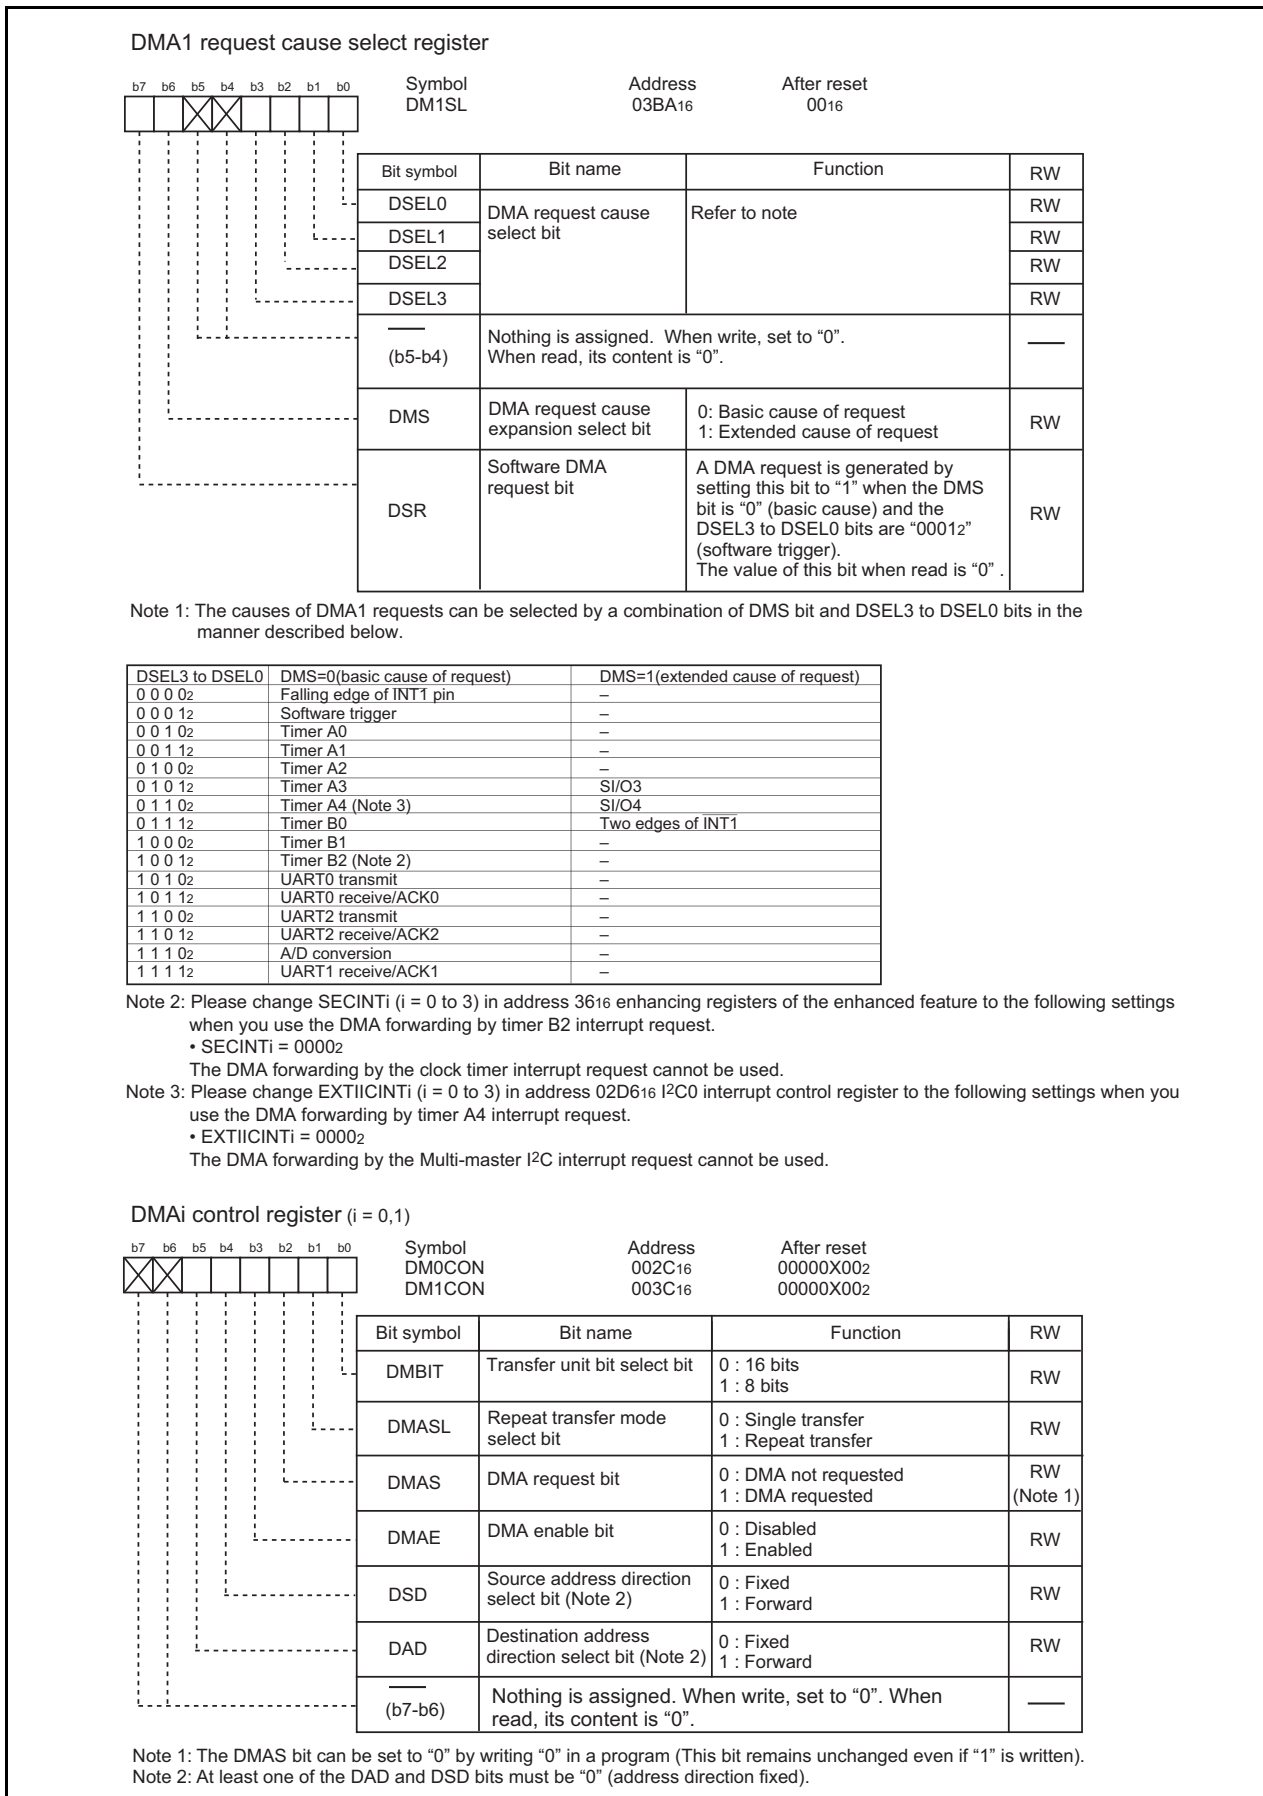 DMA1 request cause select register
b7 b6 b5 b4 b3 b2 b1 b0
Symbol Address After reset
DM1SL 03BA16 0016
Bit symbol Bit name Function RW
DSEL0 DMA request cause select bit Refer to note RW
DSEL1 RW
DSEL2 RW
DSEL3 RW
(b5-b4) Nothing is assigned. When write, set to “0”.
When read, its content is “0”.
DMS DMA request cause expansion select bit 0: Basic cause of request RW
1: Extended cause of request
DSR Software DMA request bit A DMA request is generated by RW
setting this bit to “1” when the DMS
bit is “0” (basic cause) and the
DSEL3 to DSEL0 bits are “00012”
(software trigger).
The value of this bit when read is “0” .
Note 1: The causes of DMA1 requests can be selected by a combination of DMS bit and DSEL3 to DSEL0 bits in the
manner described below.
DSEL3 to DSEL0 DMS=0(basic cause of request) DMS=1(extended cause of request)
0 0 0 02 Falling edge of INT1 pin –
0 0 0 12 Software trigger –
0 0 1 02 Timer A0 –
0 0 1 12 Timer A1 –
0 1 0 02 Timer A2 –
0 1 0 12 Timer A3 SI/O3
0 1 1 02 Timer A4 (Note 3) SI/O4
0 1 1 12 Timer B0 Two edges of INT1
1 0 0 02 Timer B1 –
1 0 0 12 Timer B2 (Note 2) –
1 0 1 02 UART0 transmit –
1 0 1 12 UART0 receive/ACK0 –
1 1 0 02 UART2 transmit –
1 1 0 12 UART2 receive/ACK2 –
1 1 1 02 A/D conversion –
1 1 1 12 UART1 receive/ACK1 –
Note 2: Please change SECINTi (i = 0 to 3) in address 3616 enhancing registers of the enhanced feature to the following settings
when you use the DMA forwarding by timer B2 interrupt request.
• SECINTi = 00002
The DMA forwarding by the clock timer interrupt request cannot be used.
Note 3: Please change EXTIICINTi (i = 0 to 3) in address 02D616 I2C0 interrupt control register to the following settings when you
use the DMA forwarding by timer A4 interrupt request.
• EXTIICINTi = 00002
The DMA forwarding by the Multi-master I2C interrupt request cannot be used.
DMAi control register (i = 0,1)
b7 b6 b5 b4 b3 b2 b1 b0
Symbol Address After reset
DM0CON 002C16 00000X002
DM1CON 003C16 00000X002
Bit symbol Bit name Function RW
DMBIT Transfer unit bit select bit 0 : 16 bits RW
1 : 8 bits
DMASL Repeat transfer mode select bit 0 : Single transfer RW
1 : Repeat transfer
DMAS DMA request bit 0 : DMA not requested RW
1 : DMA requested (Note 1)
DMAE DMA enable bit 0 : Disabled RW
1 : Enabled
DSD Source address direction select bit (Note 2) 0 : Fixed RW
1 : Forward
DAD Destination address direction select bit (Note 2) 0 : Fixed RW
1 : Forward
(b7-b6) Nothing is assigned. When write, set to “0”. When
read, its content is “0”.
Note 1: The DMAS bit can be set to “0” by writing “0” in a program (This bit remains unchanged even if “1” is written).
Note 2: At least one of the DAD and DSD bits must be “0” (address direction fixed).